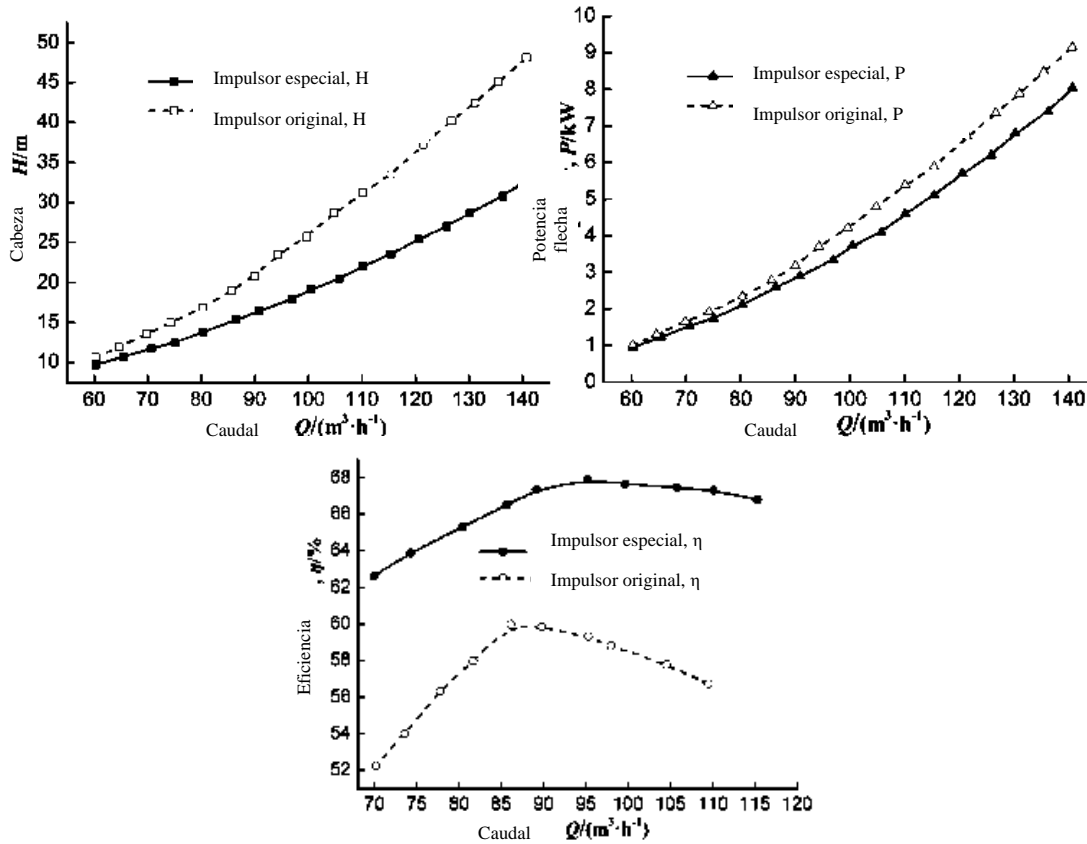 50
45
40
35
30
25
20
15
10
Cabeza H/m
Impulsor especial, H
Impulsor original, H
60 70 80 90 100 110 120 130 140
Caudal Q/(m³·h⁻¹)
10
9
8
7
6
5
4
3
2
1
0
Potencia
flecha
, P/kW
Impulsor especial, P
Impulsor original, P
60 70 80 90 100 110 120 130 140
Caudal Q/(m³·h⁻¹)
68
66
64
62
60
58
56
54
52
Eficiencia , η/%
Impulsor especial, η
Impulsor original, η
70 75 80 85 90 95 100 105 110 115 120
Caudal Q/(m³·h⁻¹)